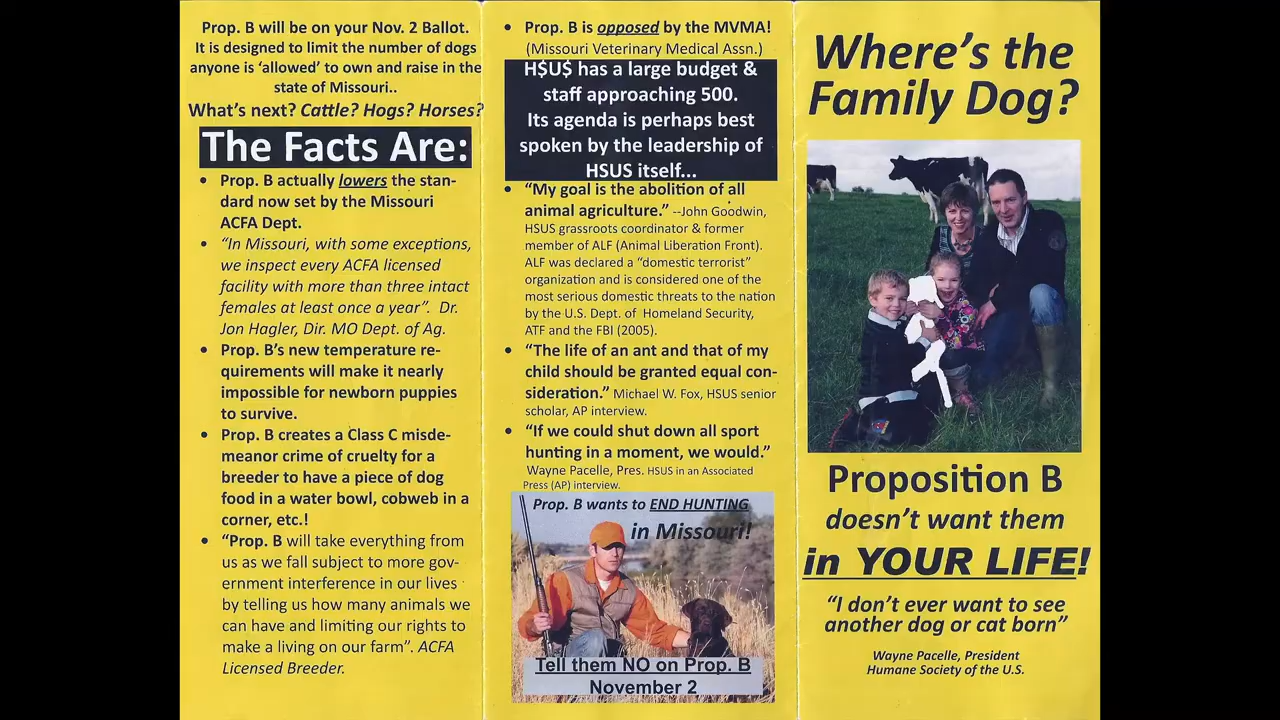 Prop. B will be on your Nov. 2 Ballot.
It is designed to limit the number of dogs
anyone is ‘allowed’ to own and raise in the
state of Missouri..
What’s next? Cattle? Hogs? Horses?
The Facts Are:
• Prop. B actually lowers the stan-
dard now set by the Missouri
ACFA Dept.
• “In Missouri, with some exceptions,
we inspect every ACFA licensed
facility with more than three intact
females at least once a year”. Dr.
Jon Hagler, Dir. MO Dept. of Ag.
• Prop. B’s new temperature re-
quirements will make it nearly
impossible for newborn puppies
to survive.
• Prop. B creates a Class C misde-
meanor crime of cruelty for a
breeder to have a piece of dog
food in a water bowl, cobweb in a
corner, etc.!
• “Prop. B will take everything from
us as we fall subject to more gov-
ernment interference in our lives
by telling us how many animals we
can have and limiting our rights to
make a living on our farm”. ACFA
Licensed Breeder.
• Prop. B is opposed by the MVMA!
(Missouri Veterinary Medical Assn.)
H$U$ has a large budget &
staff approaching 500.
Its agenda is perhaps best
spoken by the leadership of
HSUS itself...
• “My goal is the abolition of all
animal agriculture.” --John Goodwin,
HSUS grassroots coordinator & former
member of ALF (Animal Liberation Front).
ALF was declared a “domestic terrorist”
organization and is considered one of the
most serious domestic threats to the nation
by the U.S. Dept. of Homeland Security,
ATF and the FBI (2005).
• “The life of an ant and that of my
child should be granted equal con-
sideration.” Michael W. Fox, HSUS senior
scholar, AP interview.
• “If we could shut down all sport
hunting in a moment, we would.”
Wayne Pacelle, Pres. HSUS in an Associated
Press (AP) interview.
Prop. B wants to END HUNTING
in Missouri!
Tell them NO on Prop. B
November 2
Where’s the
Family Dog?
Proposition B
doesn’t want them
in YOUR LIFE!
“I don’t ever want to see
another dog or cat born”
Wayne Pacelle, President
Humane Society of the U.S.